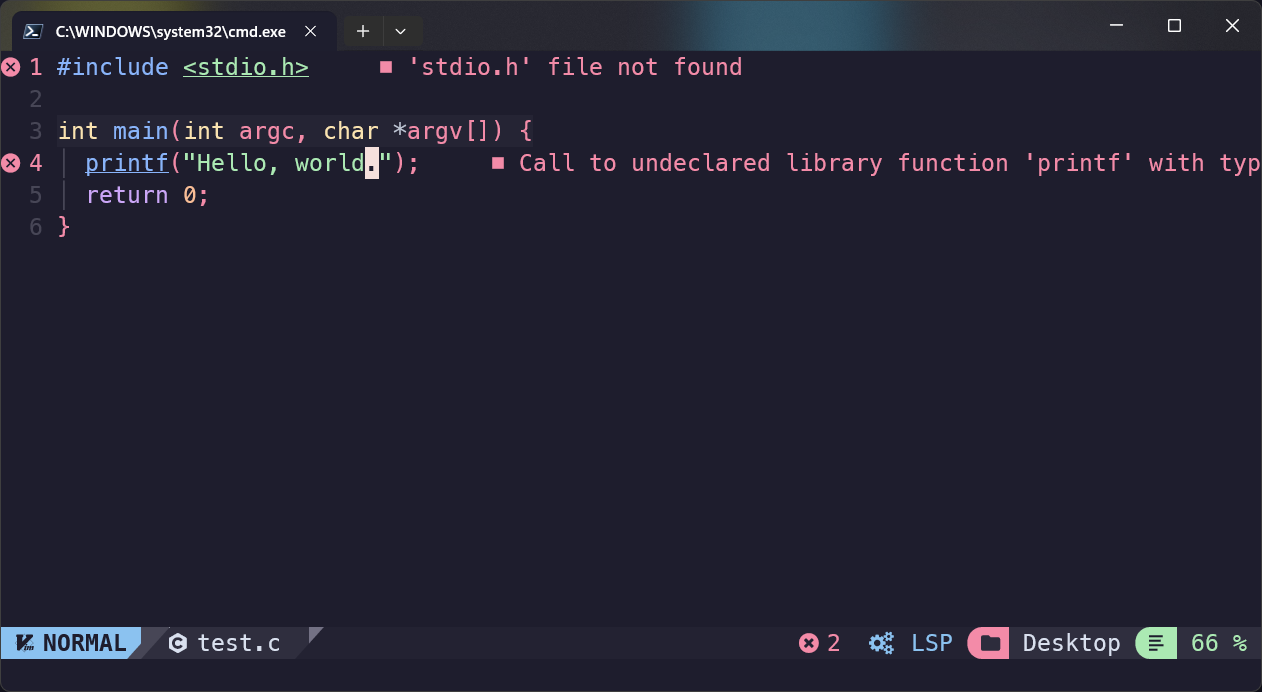 C:\WINDOWS\system32\cmd.exe
1 #include <stdio.h> ■ 'stdio.h' file not found
2
3 int main(int argc, char *argv[]) {
4 printf("Hello, world."); ■ Call to undeclared library function 'printf' with typ
5 return 0;
6 }
NORMAL test.c 2 LSP Desktop 66 %